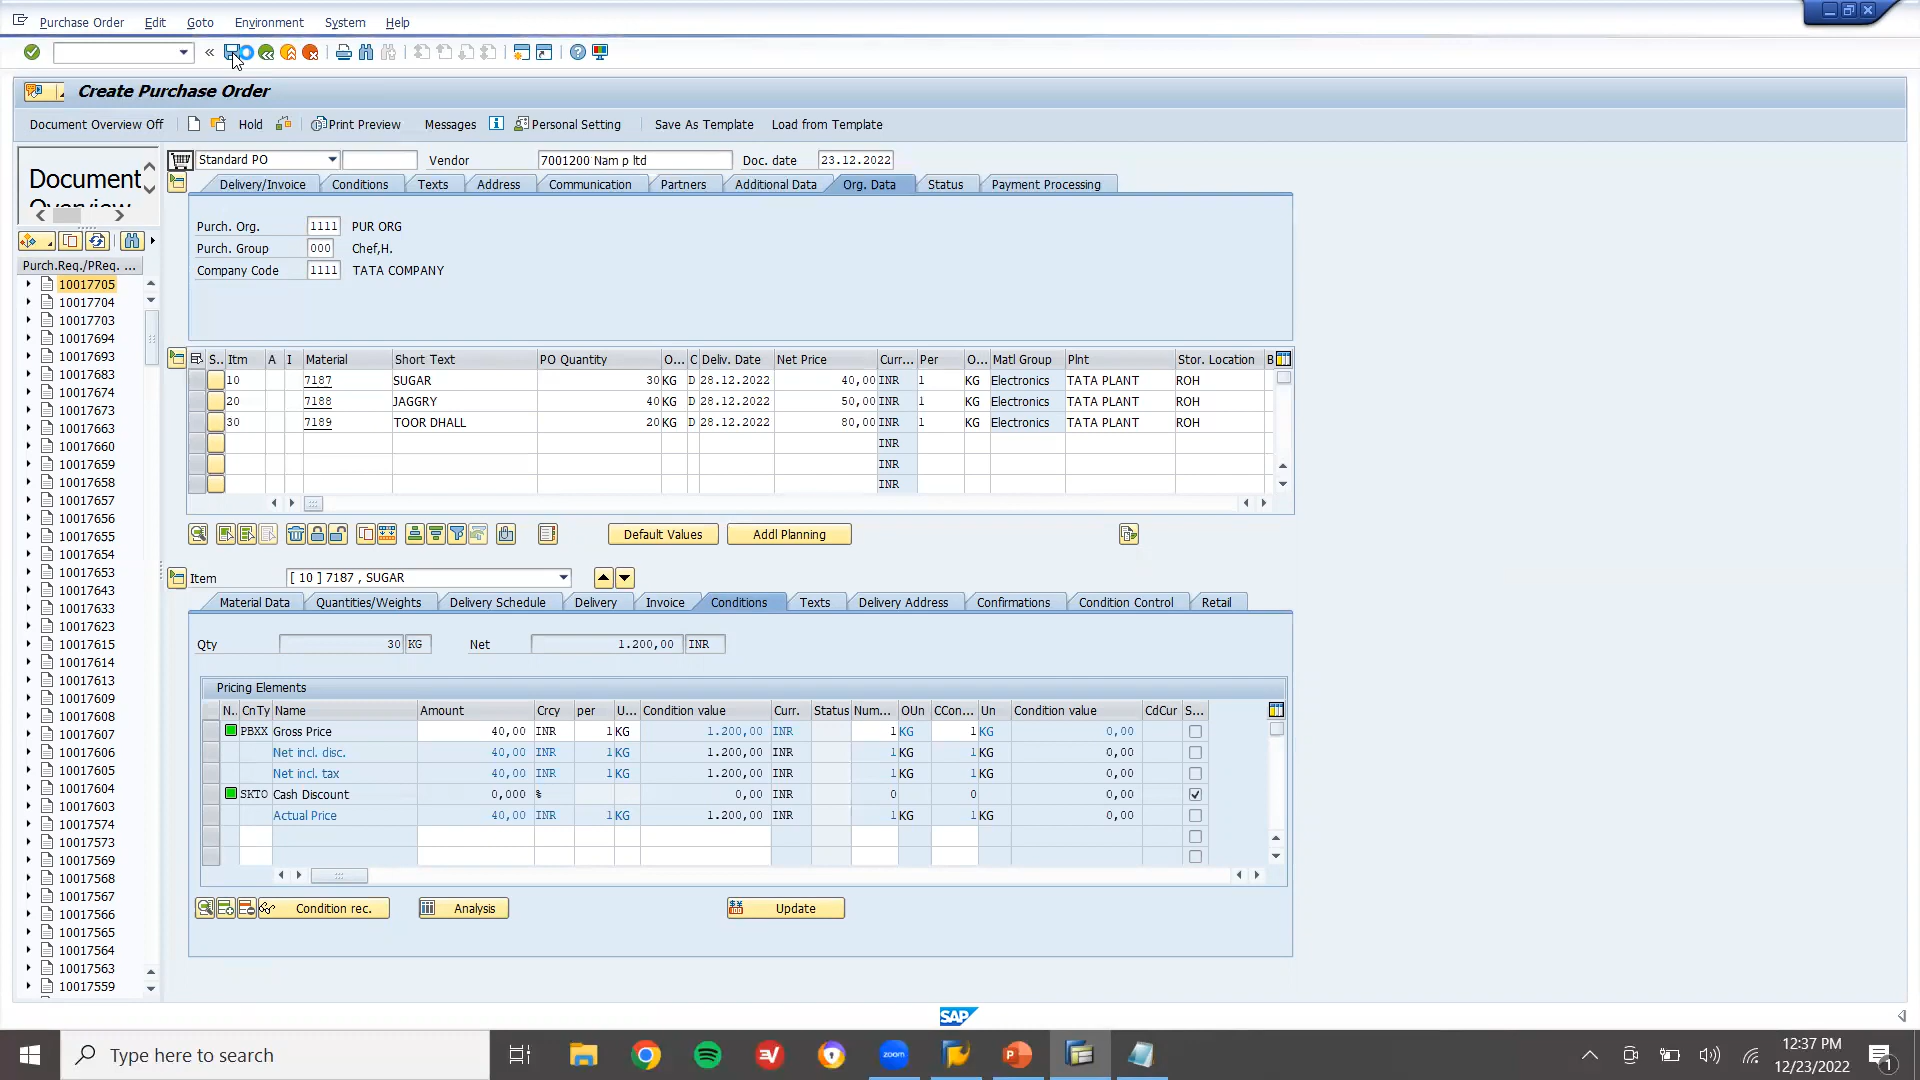 Purchase Order Edit Goto Environment System Help
Create Purchase Order
Document Overview Off Hold Print Preview Messages Personal Setting Save As Template Load from Template
Document
Overview
Standard PO Vendor 7001200 Nam p ltd Doc. date 23.12.2022
Delivery/Invoice Conditions Texts Address Communication Partners Additional Data Org. Data Status Payment Processing
Purch. Org. 1111 PUR ORG
Purch. Group 000 Chef,H.
Company Code 1111 TATA COMPANY
Purch.Req./PReq. ...
10017705
10017704
10017703
10017694
10017693
10017683
10017674
10017673
10017663
10017660
10017659
10017658
10017657
10017656
10017655
10017654
10017653
10017643
10017633
10017623
10017615
10017614
10017613
10017609
10017608
10017607
10017606
10017605
10017604
10017603
10017574
10017573
10017569
10017568
10017567
10017566
10017565
10017564
10017563
10017559
S.. Itm A I Material Short Text PO Quantity O... C Deliv. Date Net Price Curr... Per O... Matl Group Plnt Stor. Location B
10 7187 SUGAR 30 KG D 28.12.2022 40,00 INR 1 KG Electronics TATA PLANT ROH
20 7188 JAGGRY 40 KG D 28.12.2022 50,00 INR 1 KG Electronics TATA PLANT ROH
30 7189 TOOR DHALL 20 KG D 28.12.2022 80,00 INR 1 KG Electronics TATA PLANT ROH
INR
INR
INR
Default Values Addl Planning
Item [ 10 ] 7187 , SUGAR
Material Data Quantities/Weights Delivery Schedule Delivery Invoice Conditions Texts Delivery Address Confirmations Condition Control Retail
Qty 30 KG Net 1.200,00 INR
Pricing Elements
N.. CnTy Name Amount Crcy per U... Condition value Curr. Status Num... OUn CCon... Un Condition value CdCur S...
PBXX Gross Price 40,00 INR 1 KG 1.200,00 INR 1 KG 1 KG 0,00
Net incl. disc. 40,00 INR 1 KG 1.200,00 INR 1 KG 1 KG 0,00
Net incl. tax 40,00 INR 1 KG 1.200,00 INR 1 KG 1 KG 0,00
SKTO Cash Discount 0,000 % 0,00 INR 0 0 0,00
Actual Price 40,00 INR 1 KG 1.200,00 INR 1 KG 1 KG 0,00
Condition rec. Analysis Update
SAP
Type here to search
zoom
12:37 PM
12/23/2022
1